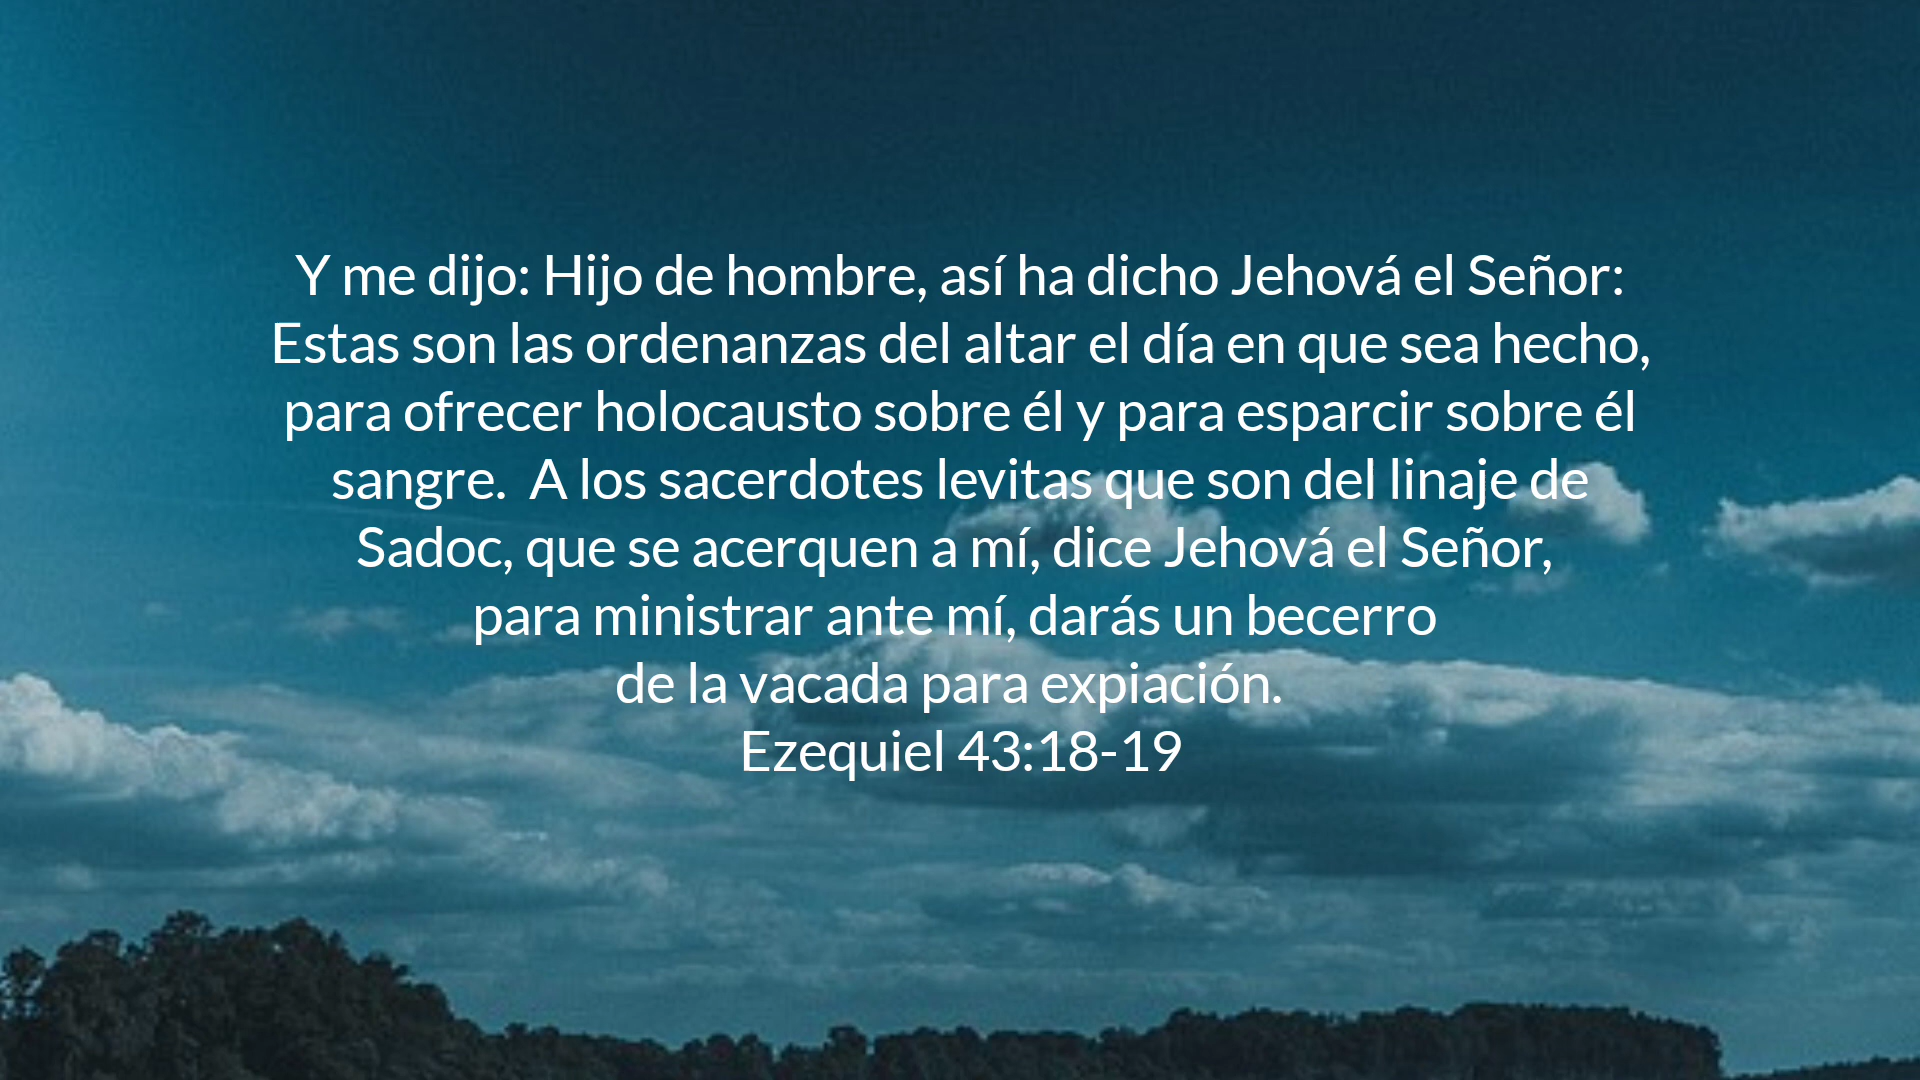 Y me dijo: Hijo de hombre, así ha dicho Jehová el Señor:
Estas son las ordenanzas del altar el día en que sea hecho,
para ofrecer holocausto sobre él y para esparcir sobre él
sangre.  A los sacerdotes levitas que son del linaje de
Sadoc, que se acerquen a mí, dice Jehová el Señor,
para ministrar ante mí, darás un becerro
de la vacada para expiación.
Ezequiel 43:18-19